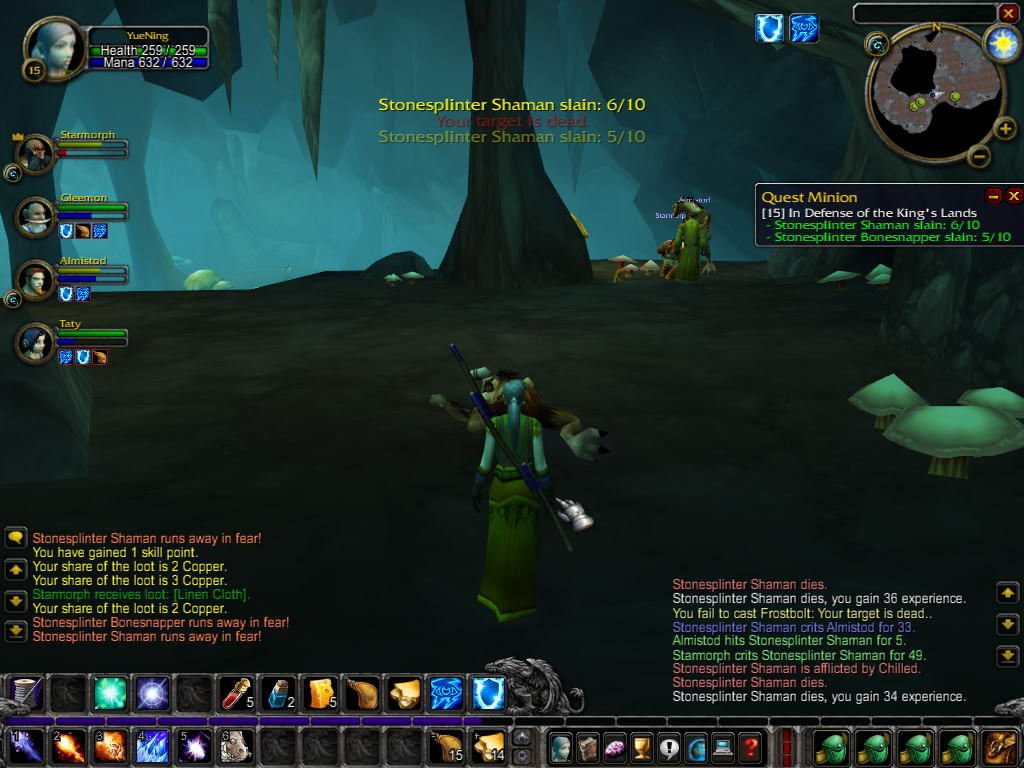 YueNing
Health 259 / 259
Mana 632 / 632
15
N
Stonesplinter Shaman slain: 6/10
Your target is dead.
Stonesplinter Shaman slain: 5/10
Starmorph
Gleemon
Almistod
Taty
Almistod
Starmorp
Quest Minion
[15] In Defense of the King's Lands
- Stonesplinter Shaman slain: 6/10
- Stonesplinter Bonesnapper slain: 5/10
Stonesplinter Shaman runs away in fear!
You have gained 1 skill point.
Your share of the loot is 2 Copper.
Your share of the loot is 3 Copper.
Starmorph receives loot: [Linen Cloth].
Your share of the loot is 2 Copper.
Stonesplinter Bonesnapper runs away in fear!
Stonesplinter Shaman runs away in fear!
Stonesplinter Shaman dies.
Stonesplinter Shaman dies, you gain 36 experience.
You fail to cast Frostbolt: Your target is dead..
Stonesplinter Shaman crits Almistod for 33.
Almistod hits Stonesplinter Shaman for 5.
Starmorph crits Stonesplinter Shaman for 49.
Stonesplinter Shaman is afflicted by Chilled.
Stonesplinter Shaman dies.
Stonesplinter Shaman dies, you gain 34 experience.
5 2 5
1 2 3 4 5 6 15 14